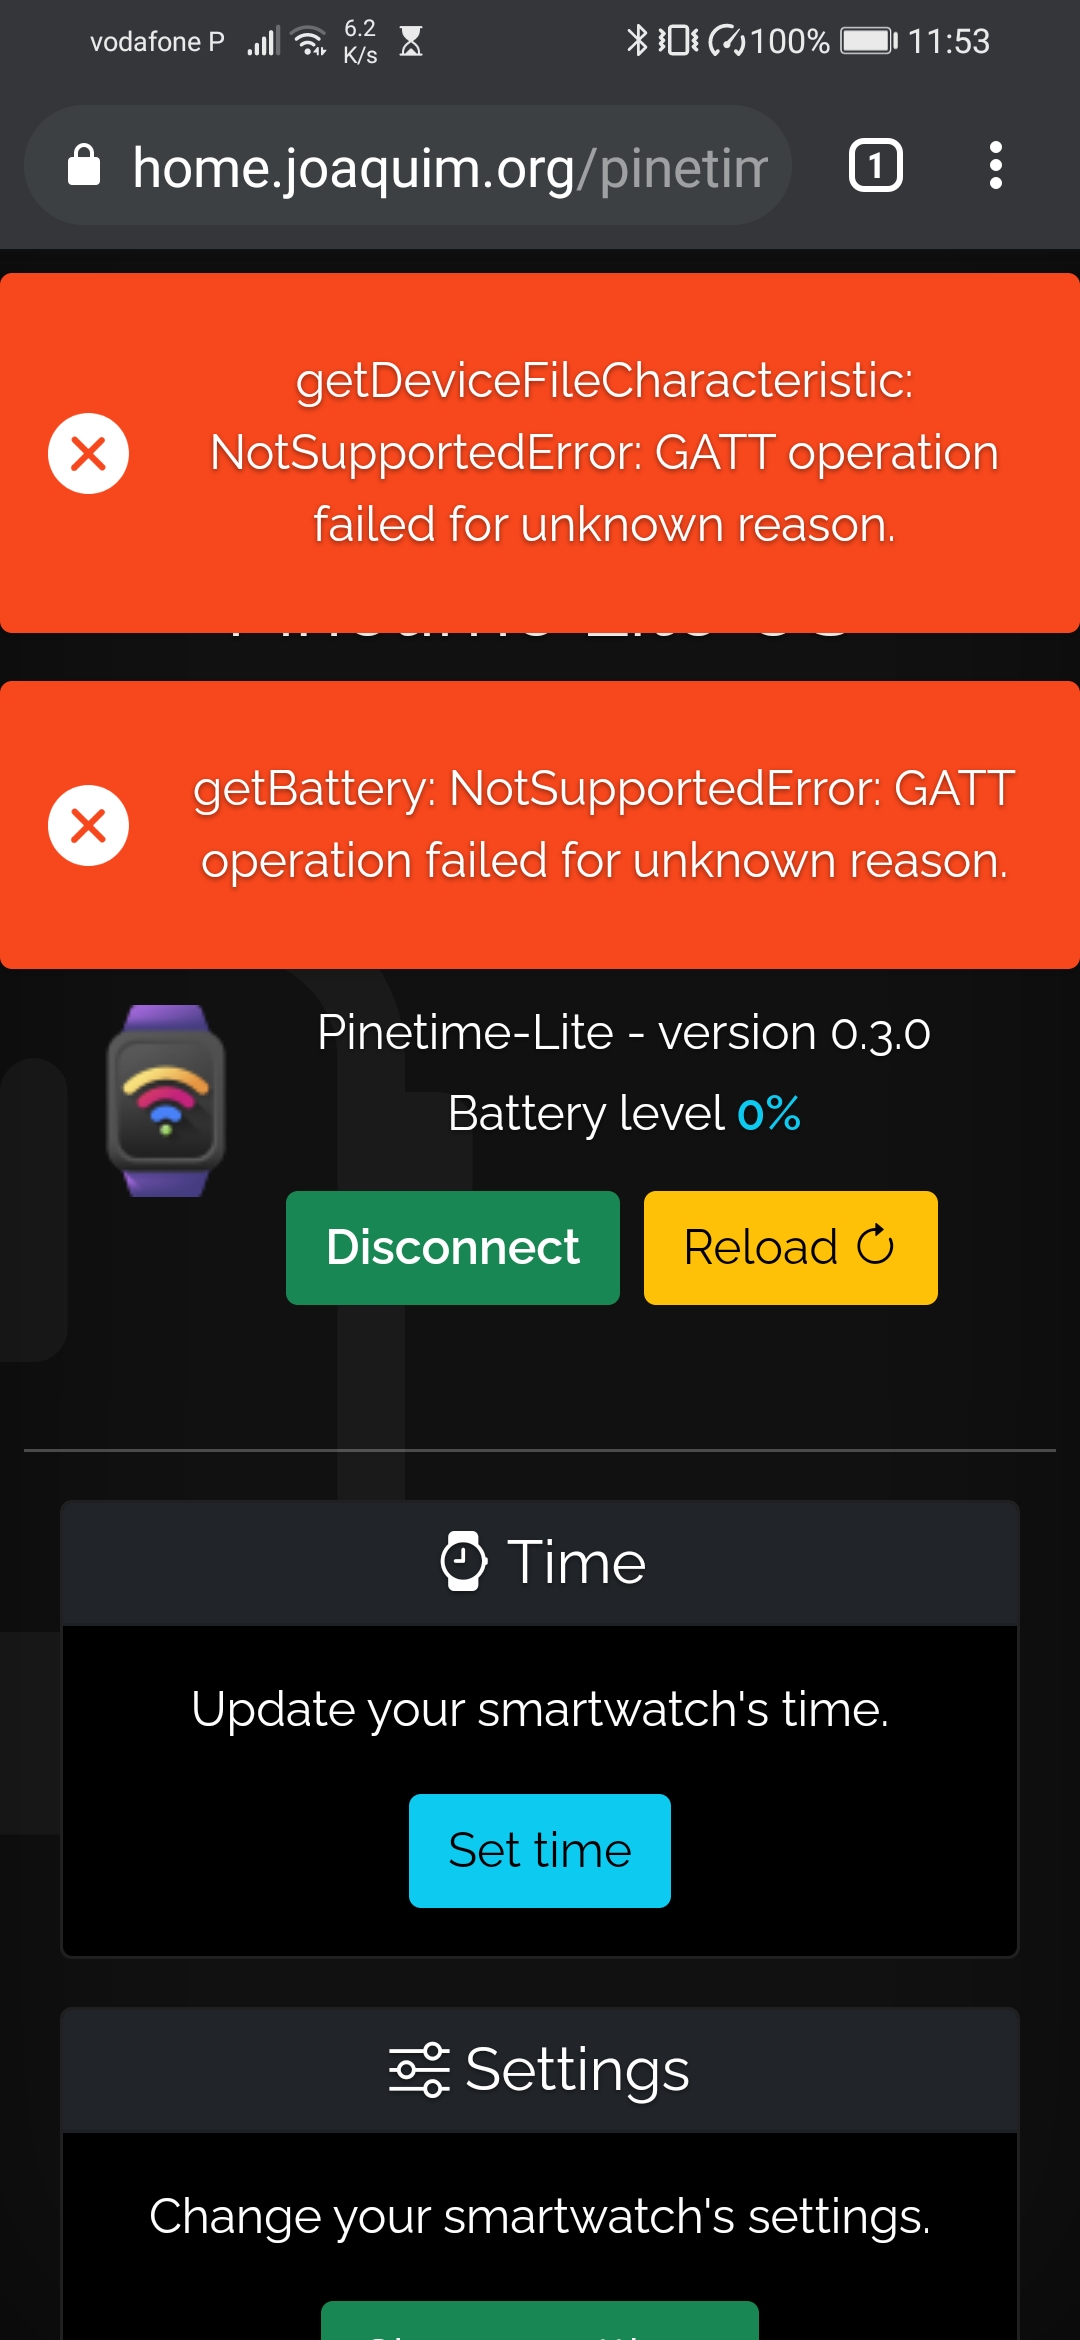 vodafone P 6.2 K/s 100% 11:53
home.joaquim.org/pinetim
1
getDeviceFileCharacteristic:
NotSupportedError: GATT operation
failed for unknown reason.
getBattery: NotSupportedError: GATT
operation failed for unknown reason.
Pinetime-Lite - version 0.3.0
Battery level 0%
Disconnect
Reload
Time
Update your smartwatch's time.
Set time
Settings
Change your smartwatch's settings.